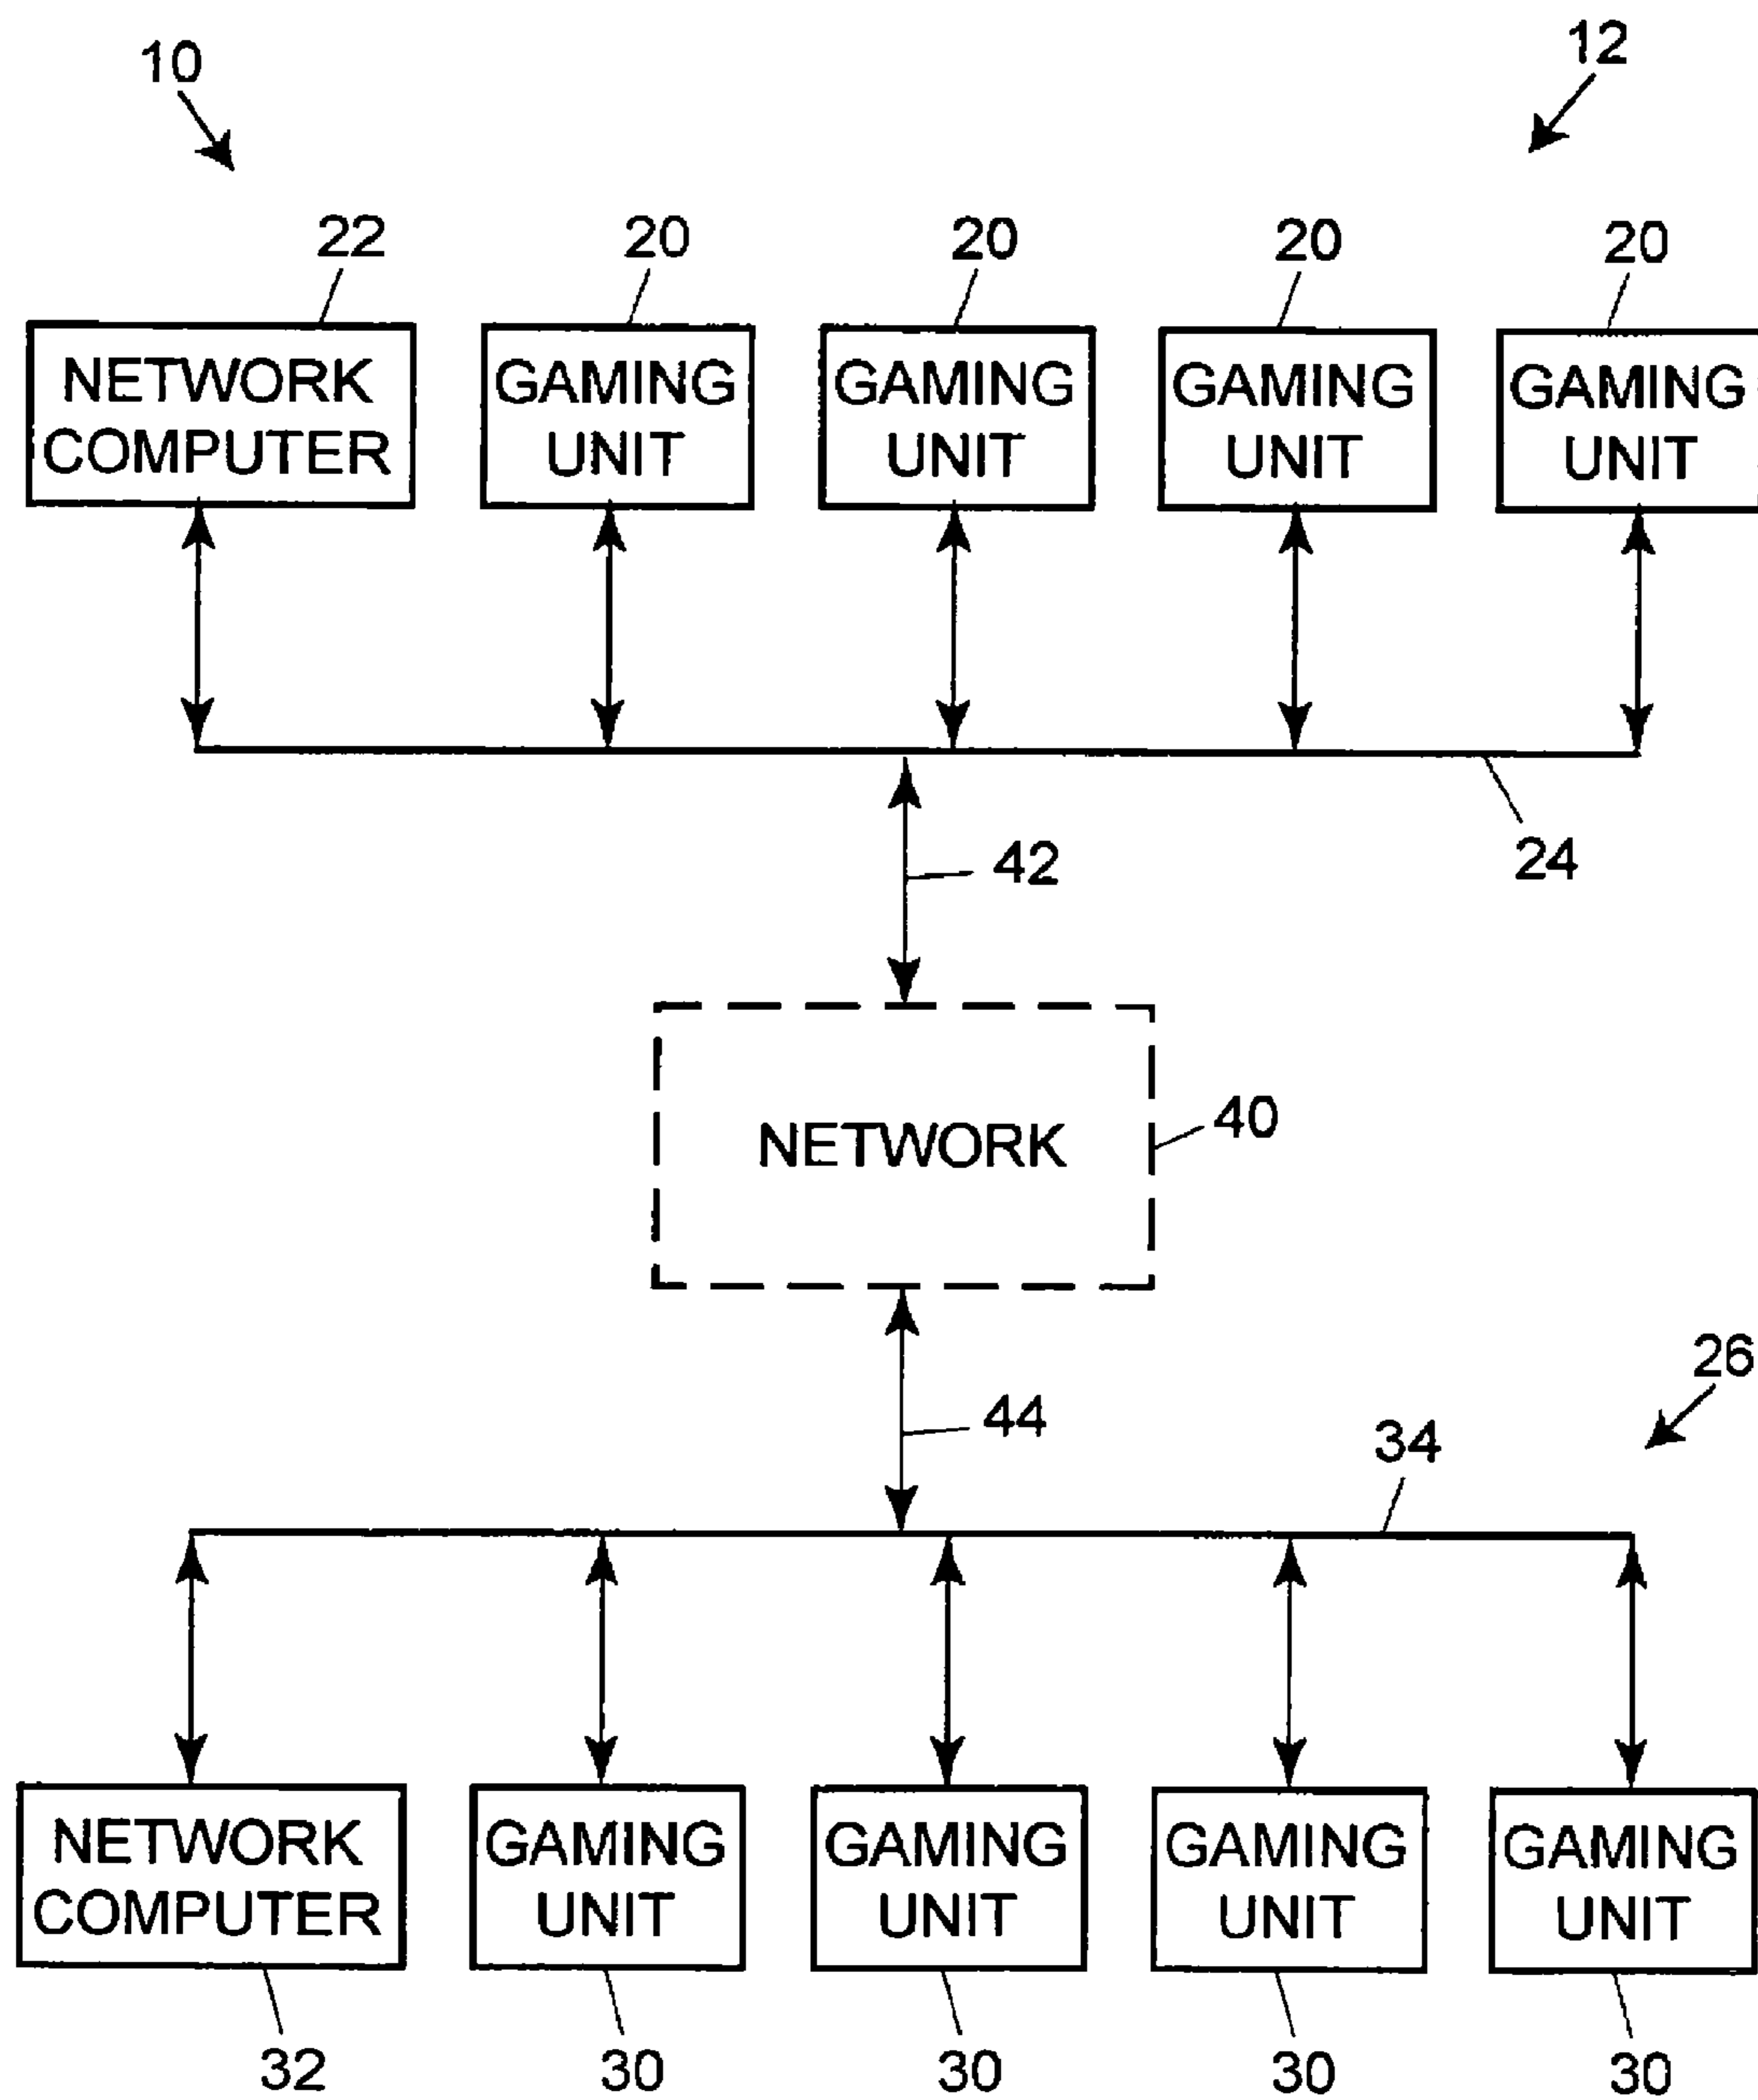 10
12
22
20
20
20
20
NETWORK
COMPUTER
GAMING
UNIT
GAMING
UNIT
GAMING
UNIT
GAMING
UNIT
24
42
NETWORK
40
26
44
34
NETWORK
COMPUTER
GAMING
UNIT
GAMING
UNIT
GAMING
UNIT
GAMING
UNIT
32
30
30
30
30